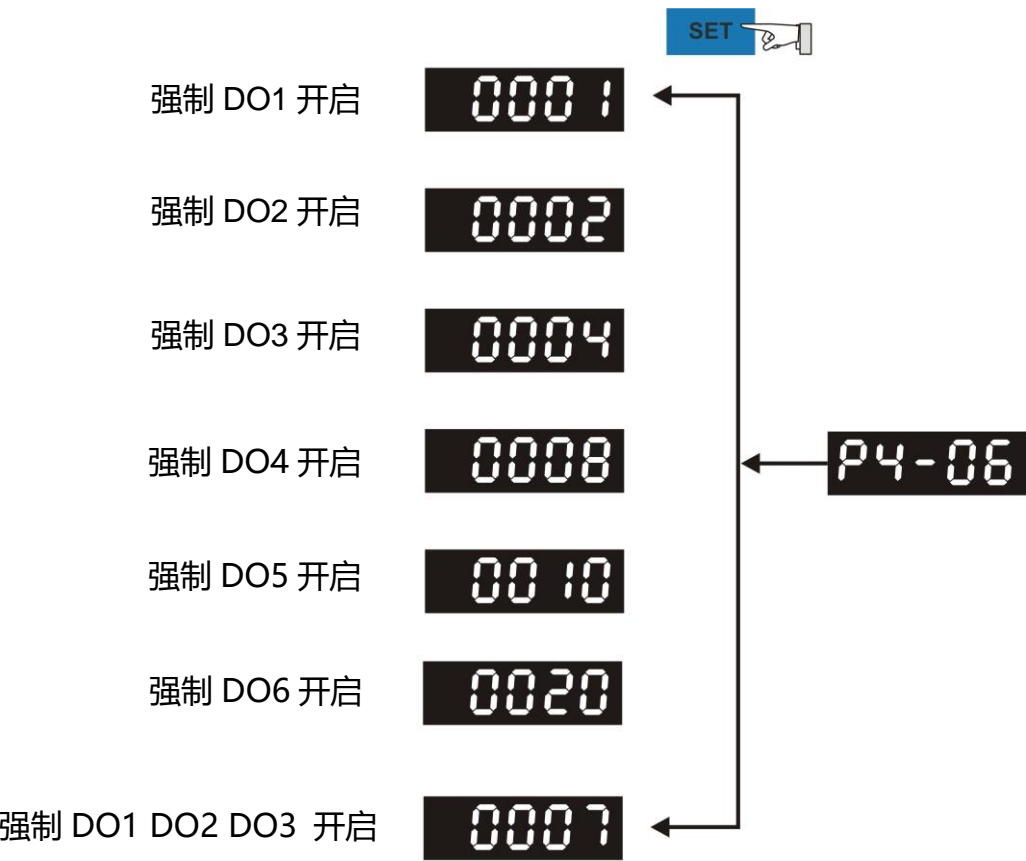 SET
强制 DO1 开启 0001
强制 DO2 开启 0002
强制 DO3 开启 0004
强制 DO4 开启 0008
P4-06
强制 DO5 开启 0010
强制 DO6 开启 0020
强制 DO1 DO2 DO3 开启 0007